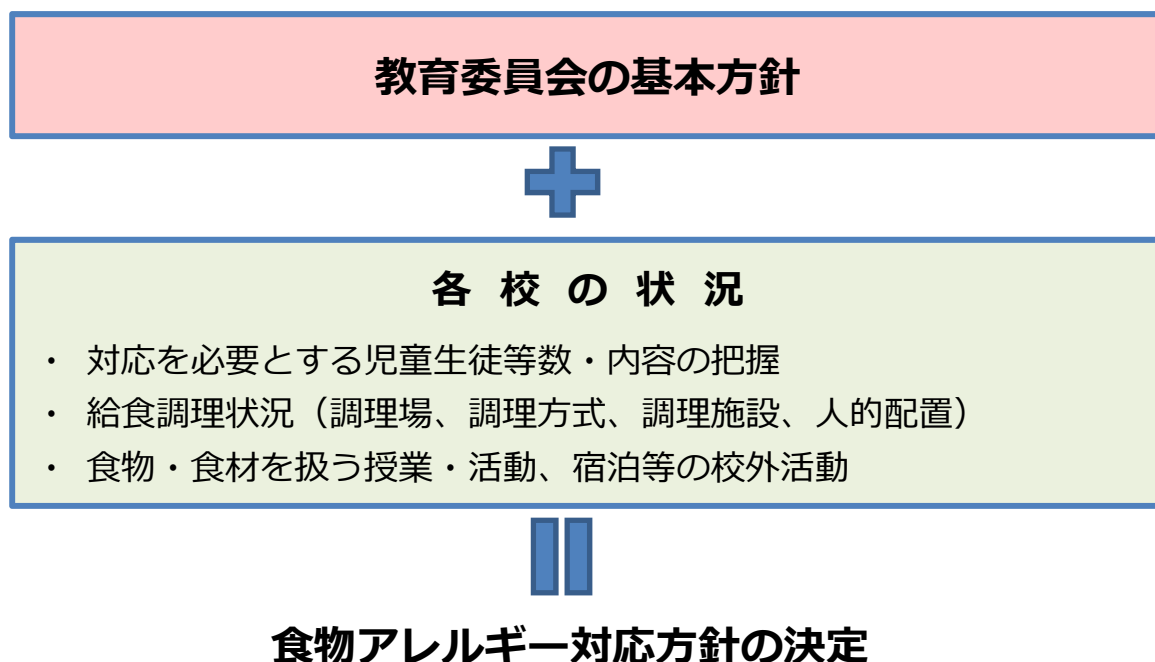 教育委員会の基本方針
各 校 の 状 況
・ 対応を必要とする児童生徒等数・内容の把握
・ 給食調理状況（調理場、調理方式、調理施設、人的配置）
・ 食物・食材を扱う授業・活動、宿泊等の校外活動
食物アレルギー対応方針の決定